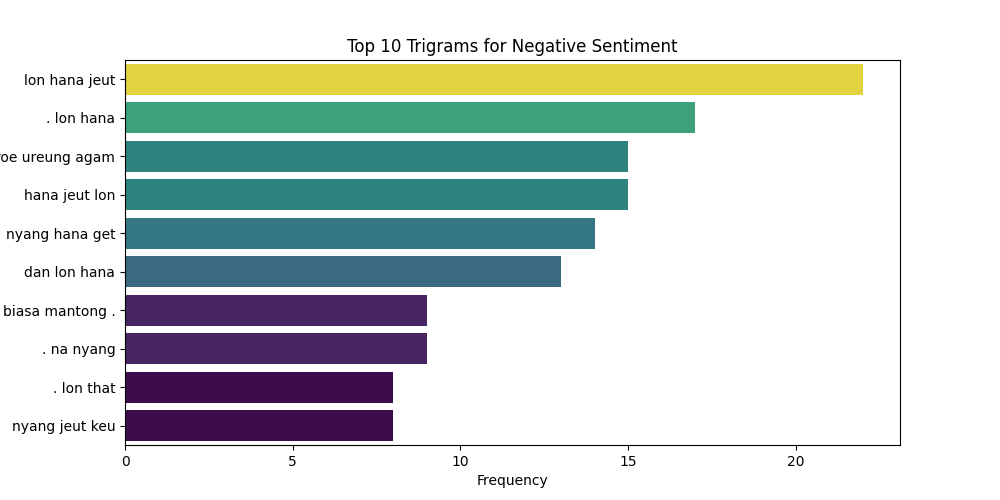 Top 10 Trigrams for Negative Sentiment
lon hana jeut
. lon hana
ureung agam
hana jeut lon
nyang hana get
dan lon hana
biasa mantong .
. na nyang
. lon that
nyang jeut keu
0 5 10 15 20
Frequency